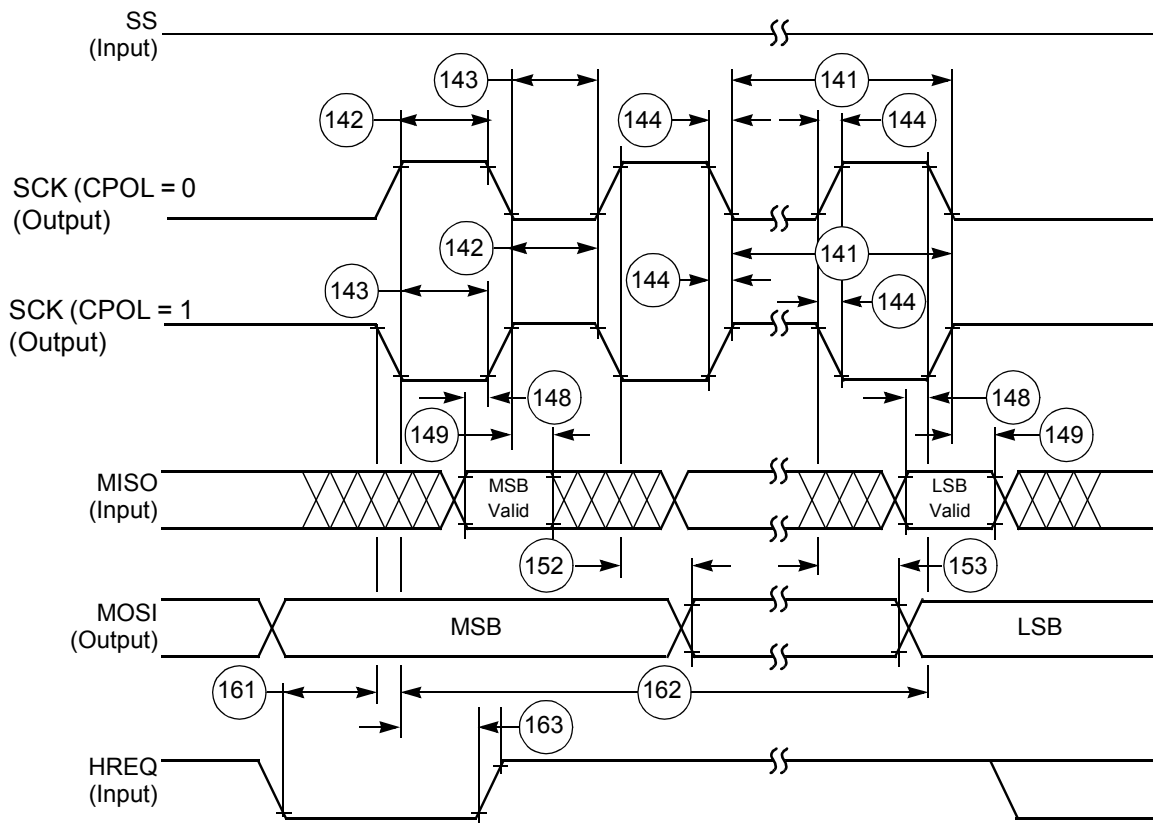 SS
(Input)
143
141
142
144
144
SCK (CPOL = 0
(Output)
142
141
143
144
144
SCK (CPOL = 1
(Output)
148
148
149
149
MISO
(Input)
MSB
Valid
LSB
Valid
152
153
MOSI
(Output)
MSB
LSB
161
162
163
HREQ
(Input)